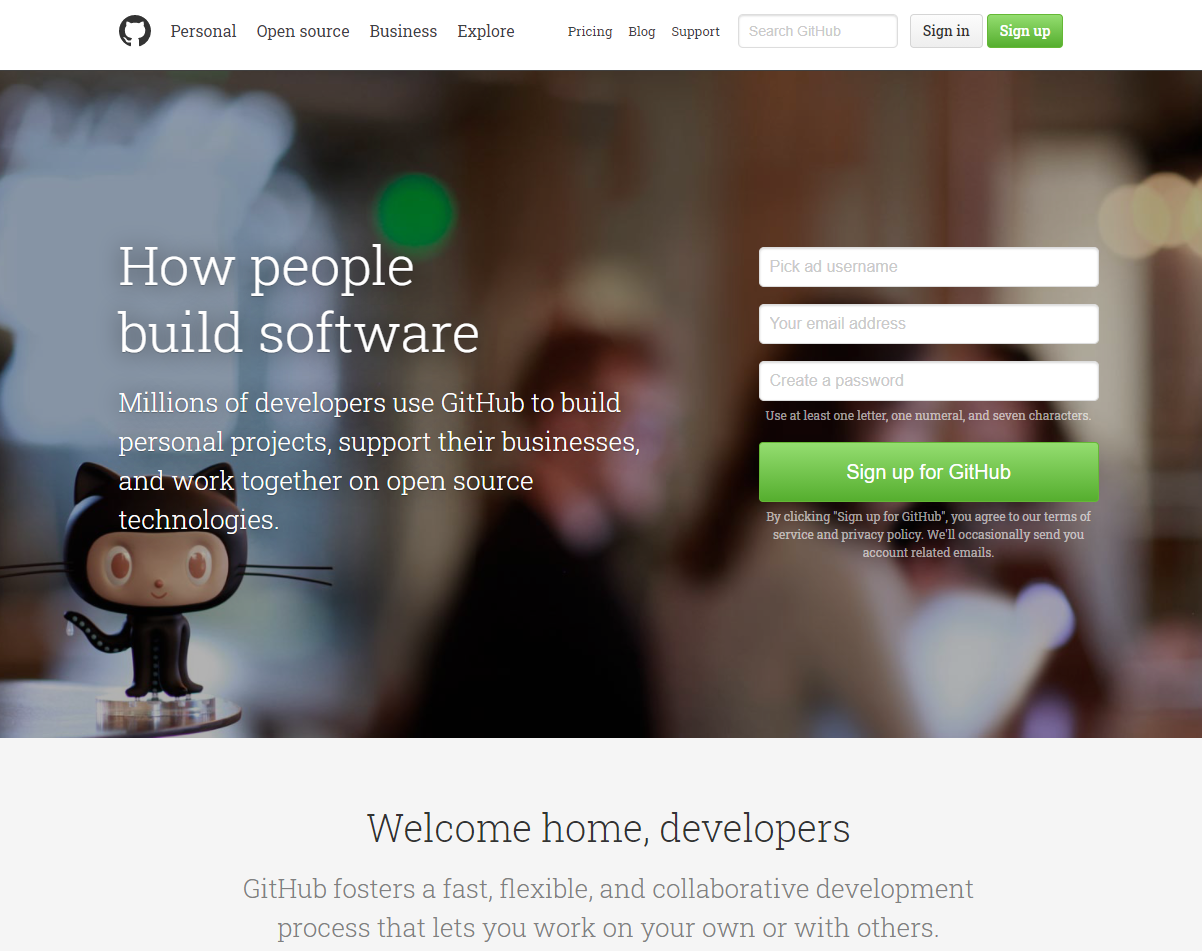 Personal Open source Business Explore Pricing Blog Support Search GitHub Sign in Sign up
How people
build software
Millions of developers use GitHub to build
personal projects, support their businesses,
and work together on open source
technologies.
Pick ad username
Your email address
Create a password
Use at least one letter, one numeral, and seven characters.
Sign up for GitHub
By clicking "Sign up for GitHub", you agree to our terms of
service and privacy policy. We'll occasionally send you
account related emails.
Welcome home, developers
GitHub fosters a fast, flexible, and collaborative development
process that lets you work on your own or with others.